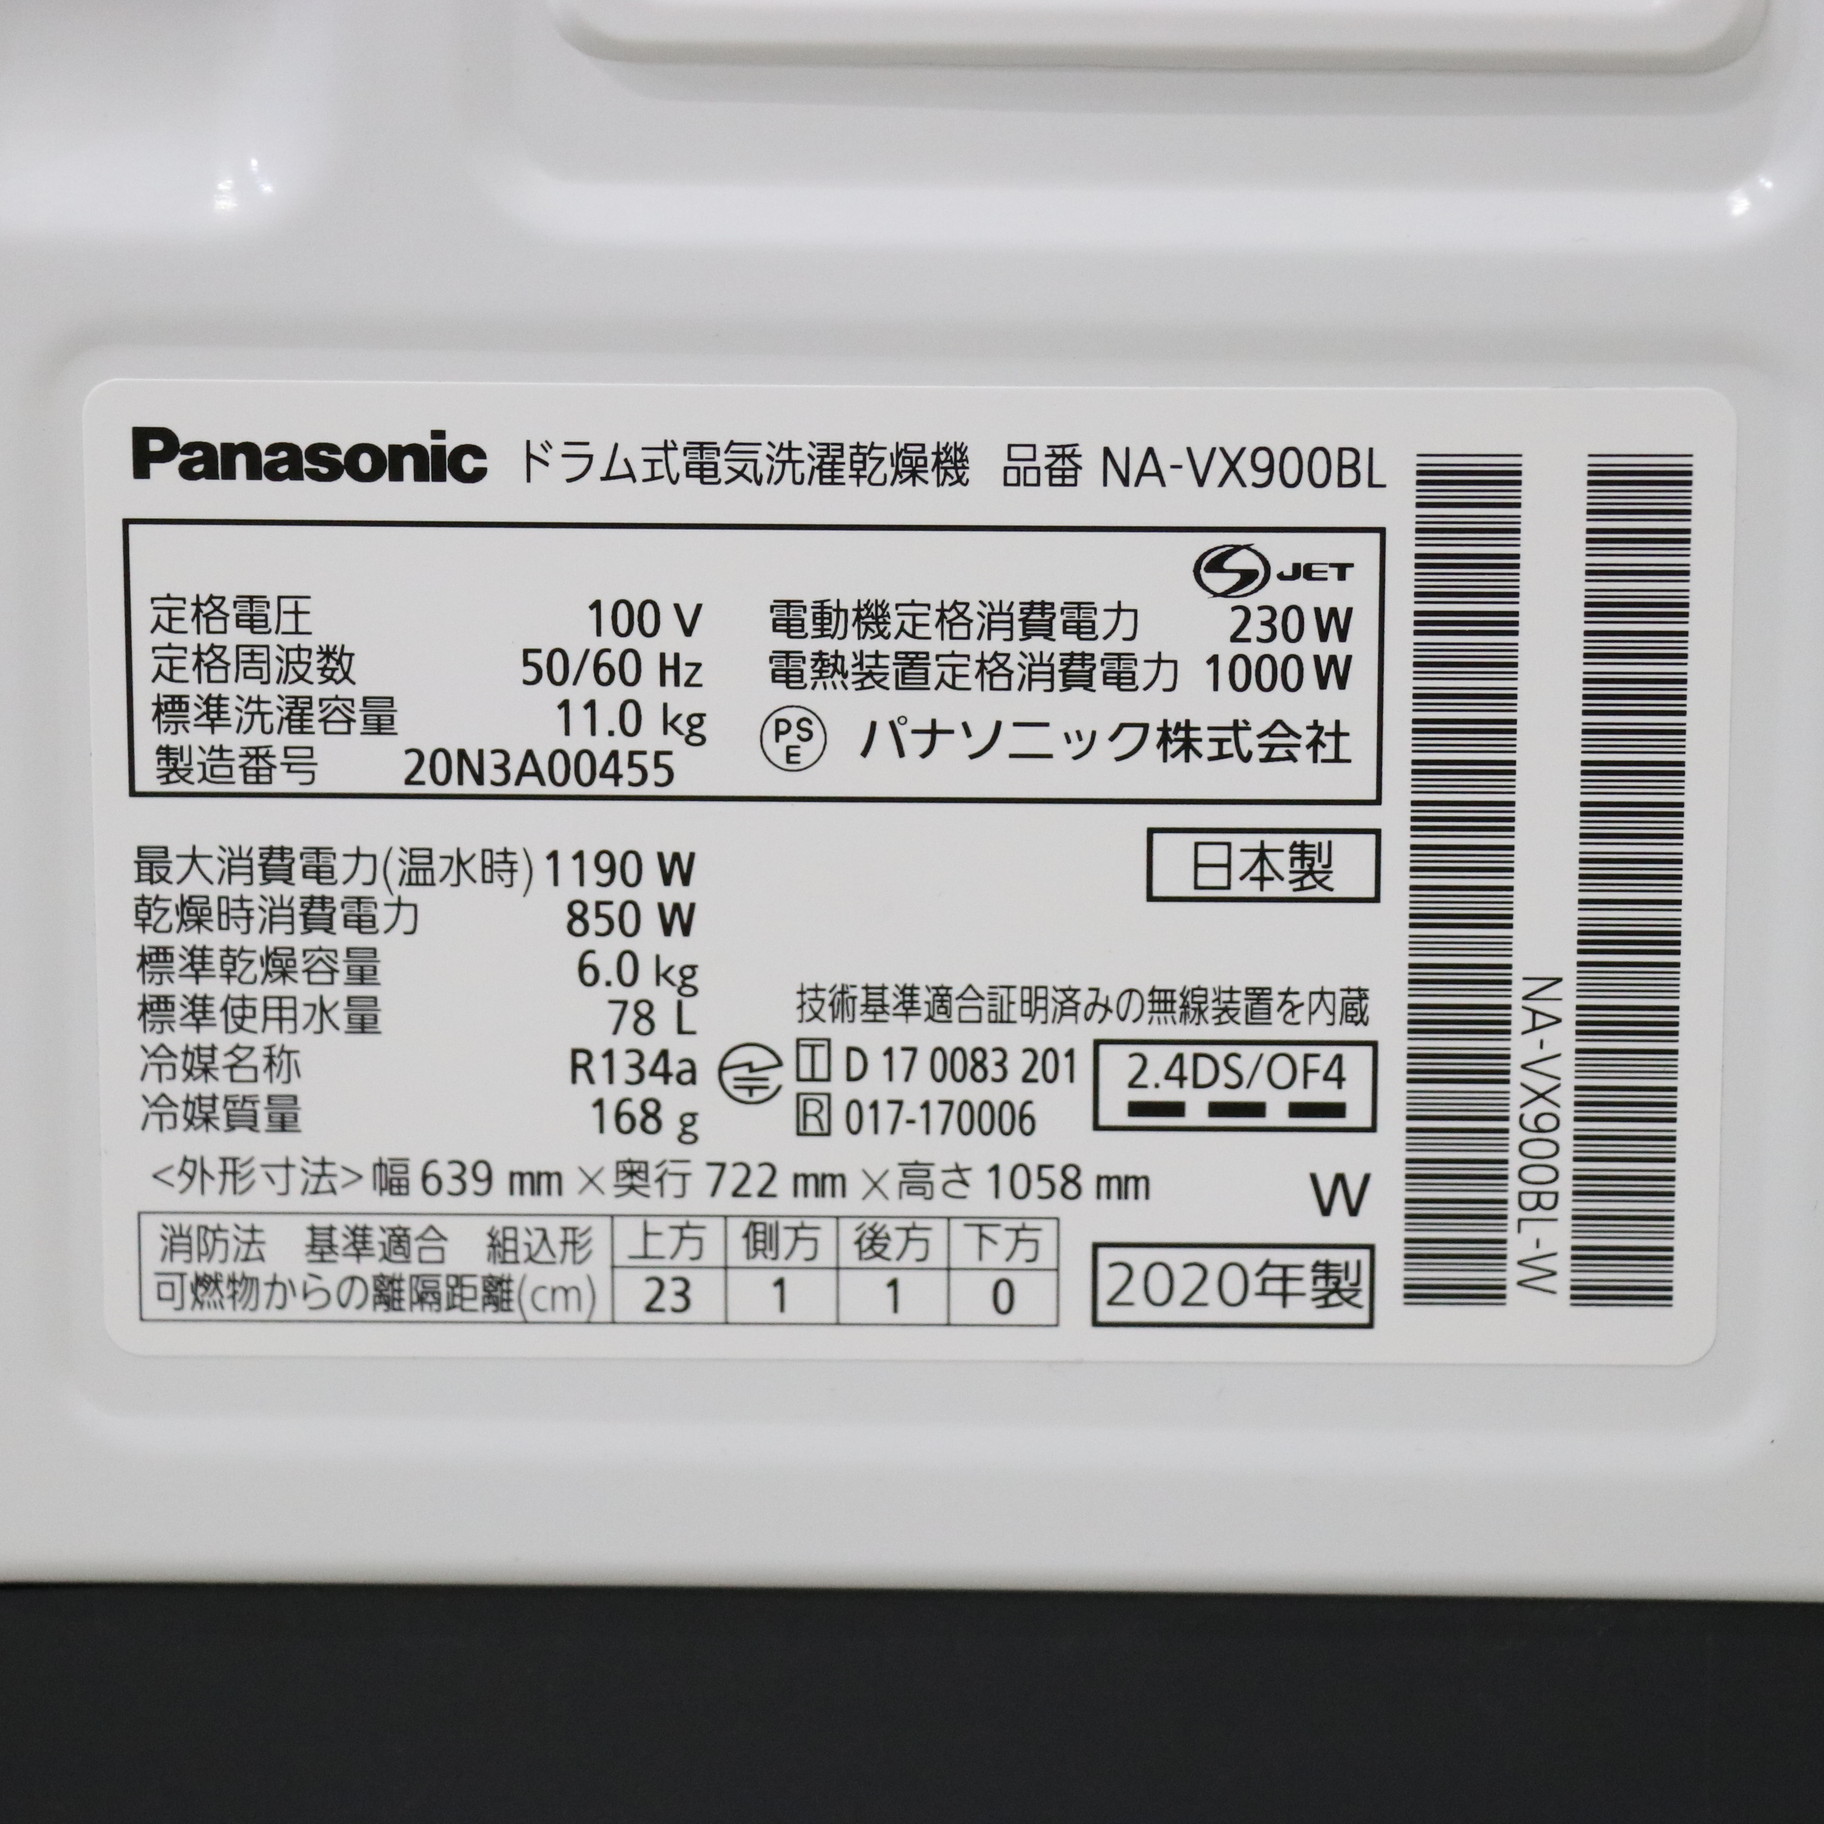 Panasonic ドラム式電気洗濯乾燥機 品番 NA-VX900BL
JET
定格電圧 100 V 電動機定格消費電力 230 W
定格周波数 50/60 Hz 電熱装置定格消費電力 1000 W
標準洗濯容量 11.0 kg PSE パナソニック株式会社
製造番号 20N3A00455
最大消費電力(温水時) 1190 W 日本製
乾燥時消費電力 850 W
標準乾燥容量 6.0 kg
標準使用水量 78 L 技術基準適合証明済みの無線装置を内蔵
冷媒名称 R134a T D 17 0083 201 2.4DS/OF4
冷媒質量 168 g R 017-170006
<外形寸法>幅 639 mm×奥行 722 mm×高さ 1058 mm W
消防法 基準適合 組込形 上方 側方 後方 下方
可燃物からの離隔距離(cm) 23 1 1 0 2020年製
NA-VX900BL-W